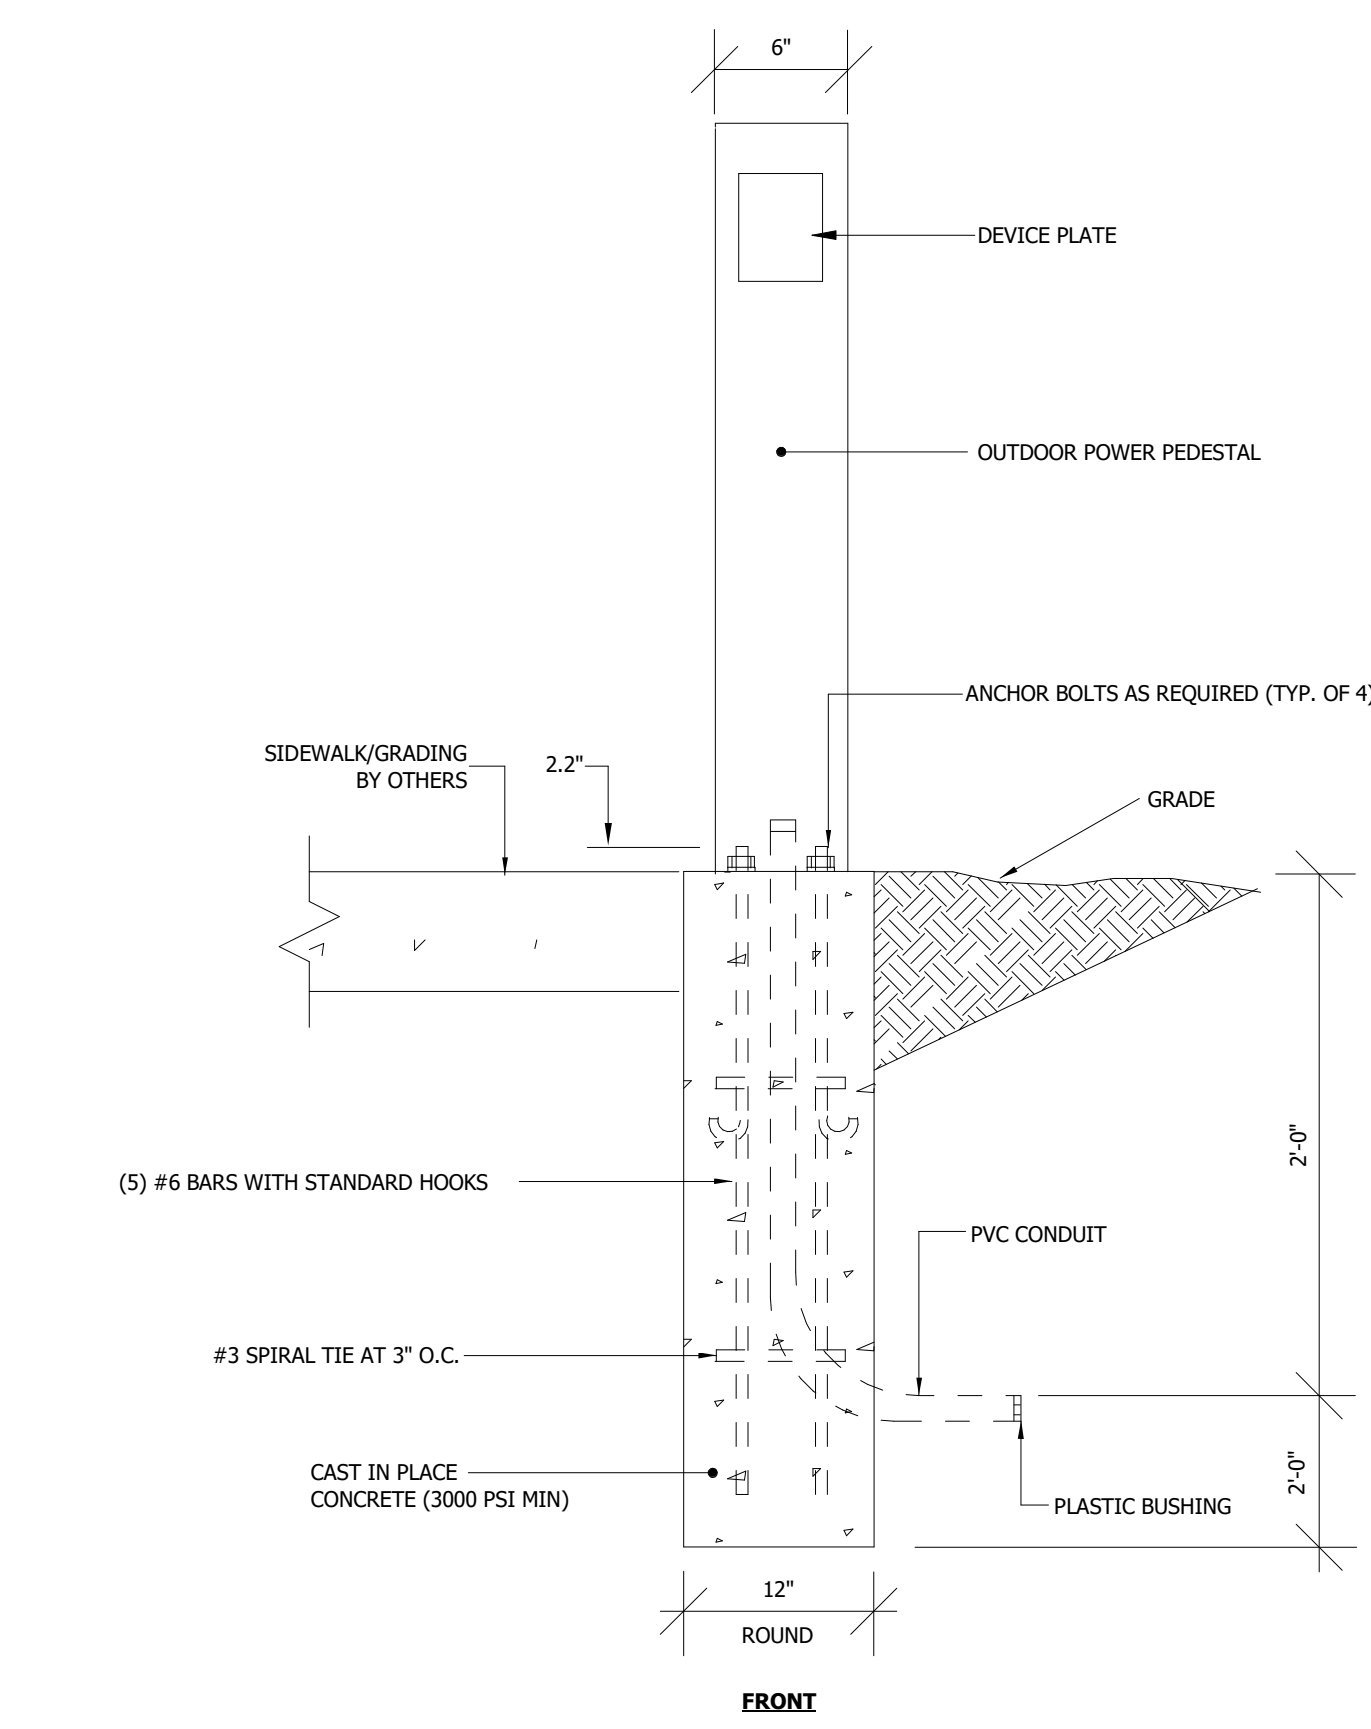 6"
DEVICE PLATE
OUTDOOR POWER PEDESTAL
ANCHOR BOLTS AS REQUIRED (TYP. OF 4)
SIDEWALK/GRADING
BY OTHERS
2.2"
GRADE
2'-0"
(5) #6 BARS WITH STANDARD HOOKS
PVC CONDUIT
#3 SPIRAL TIE AT 3" O.C.
CAST IN PLACE
CONCRETE (3000 PSI MIN)
2'-0"
PLASTIC BUSHING
12"
ROUND
FRONT